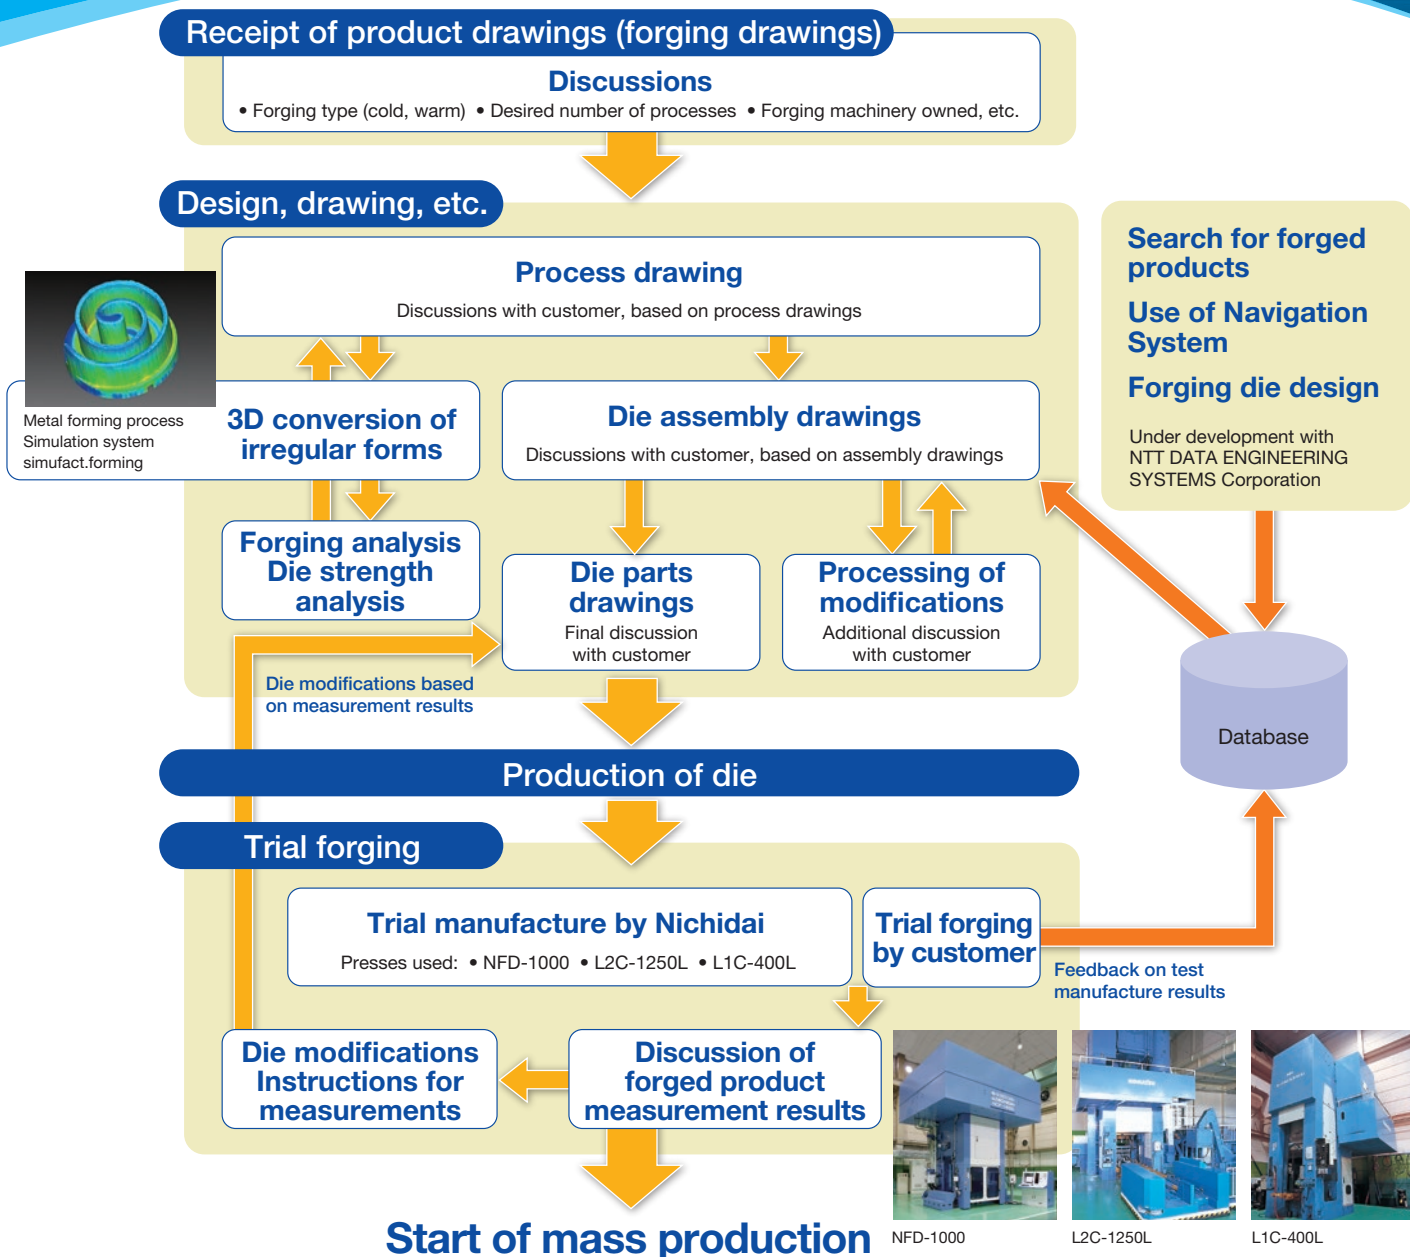 Receipt of product drawings (forging drawings)
Discussions
• Forging type (cold, warm) • Desired number of processes • Forging machinery owned, etc.
Design, drawing, etc.
Process drawing
Discussions with customer, based on process drawings
Metal forming process
Simulation system
simufact.forming
3D conversion of
irregular forms
Die assembly drawings
Discussions with customer, based on assembly drawings
Forging analysis
Die strength
analysis
Die parts
drawings
Final discussion
with customer
Processing of
modifications
Additional discussion
with customer
Die modifications based
on measurement results
Search for forged
products
Use of Navigation
System
Forging die design
Under development with
NTT DATA ENGINEERING
SYSTEMS Corporation
Database
Production of die
Trial forging
Trial manufacture by Nichidai
Presses used: • NFD-1000 • L2C-1250L • L1C-400L
Trial forging
by customer
Feedback on test
manufacture results
Die modifications
Instructions for
measurements
Discussion of
forged product
measurement results
Start of mass production
NFD-1000
L2C-1250L
L1C-400L